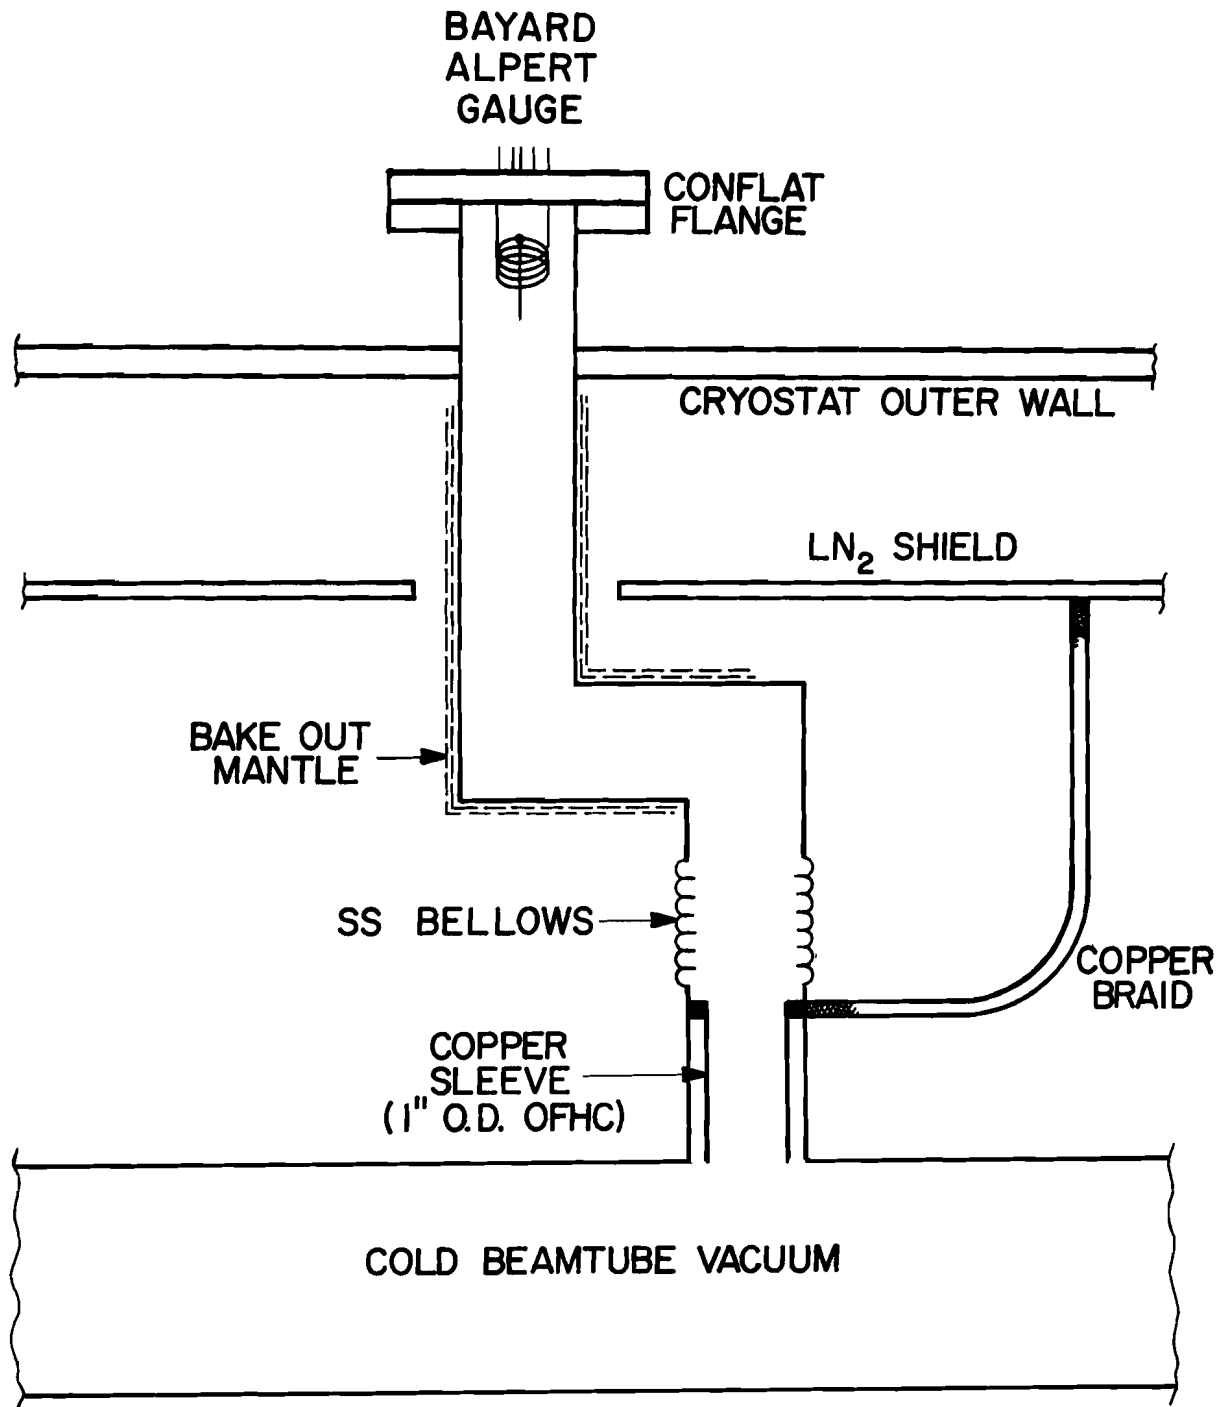 BAYARD
ALPERT
GAUGE
CONFLAT
FLANGE
CRYOSTAT OUTER WALL
LN₂ SHIELD
BAKE OUT
MANTLE
SS BELLOWS
COPPER
BRAID
COPPER
SLEEVE
(1" O.D. OFHC)
COLD BEAMTUBE VACUUM